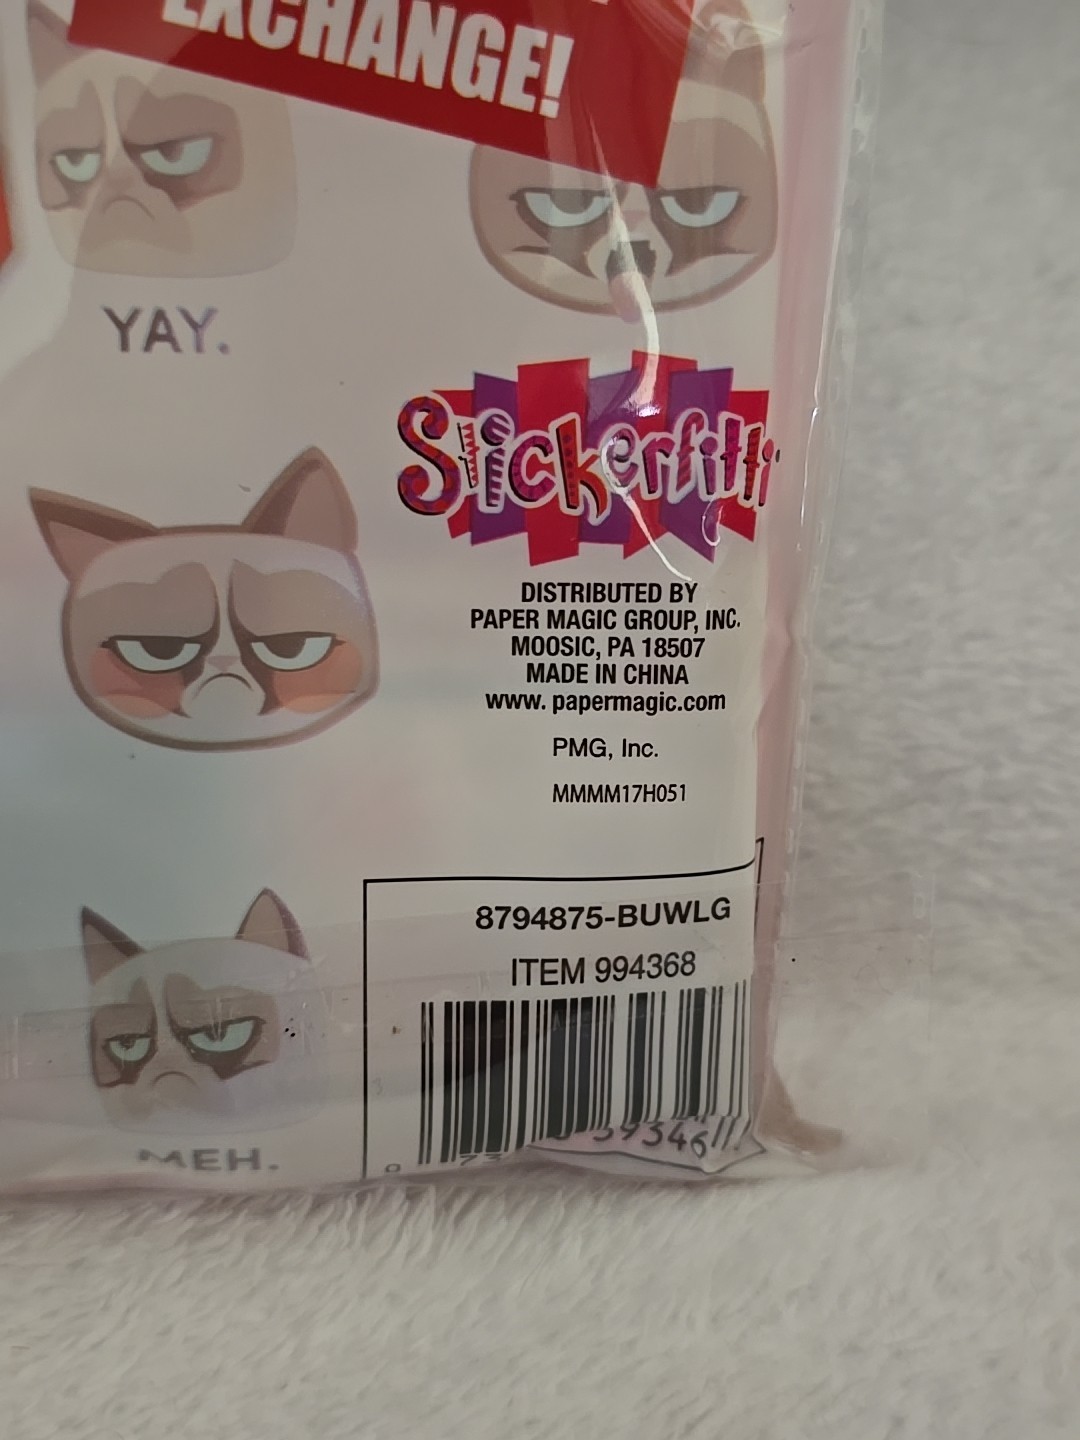 EXCHANGE!
YAY.
Stickerfitti
DISTRIBUTED BY
PAPER MAGIC GROUP, INC.
MOOSIC, PA 18507
MADE IN CHINA
www. papermagic.com
PMG, Inc.
MMMM17H051
8794875-BUWLG
ITEM 994368
MEH.